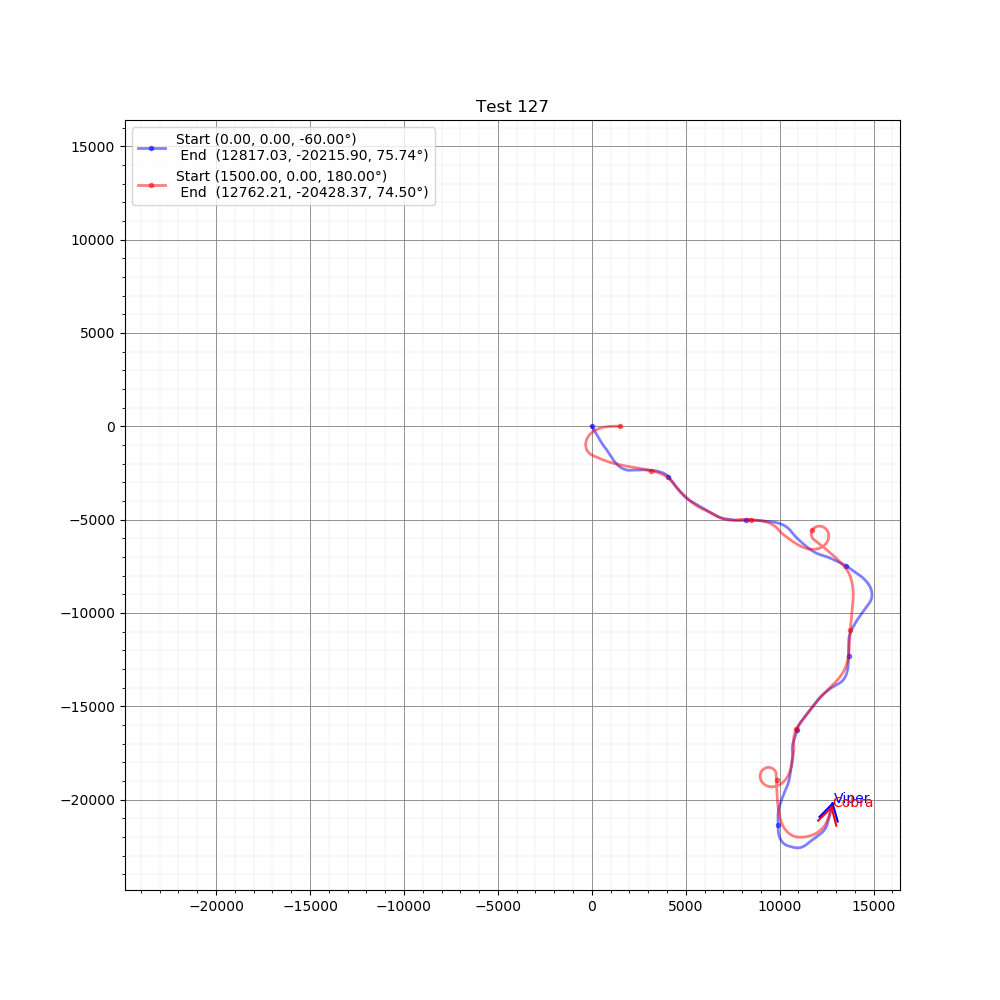 Test 127
Start (0.00, 0.00, -60.00°)
End (12817.03, -20215.90, 75.74°)
Start (1500.00, 0.00, 180.00°)
End (12762.21, -20428.37, 74.50°)
15000
10000
5000
0
−5000
−10000
−15000
−20000
Viper
Cobra
−20000 −15000 −10000 −5000 0 5000 10000 15000